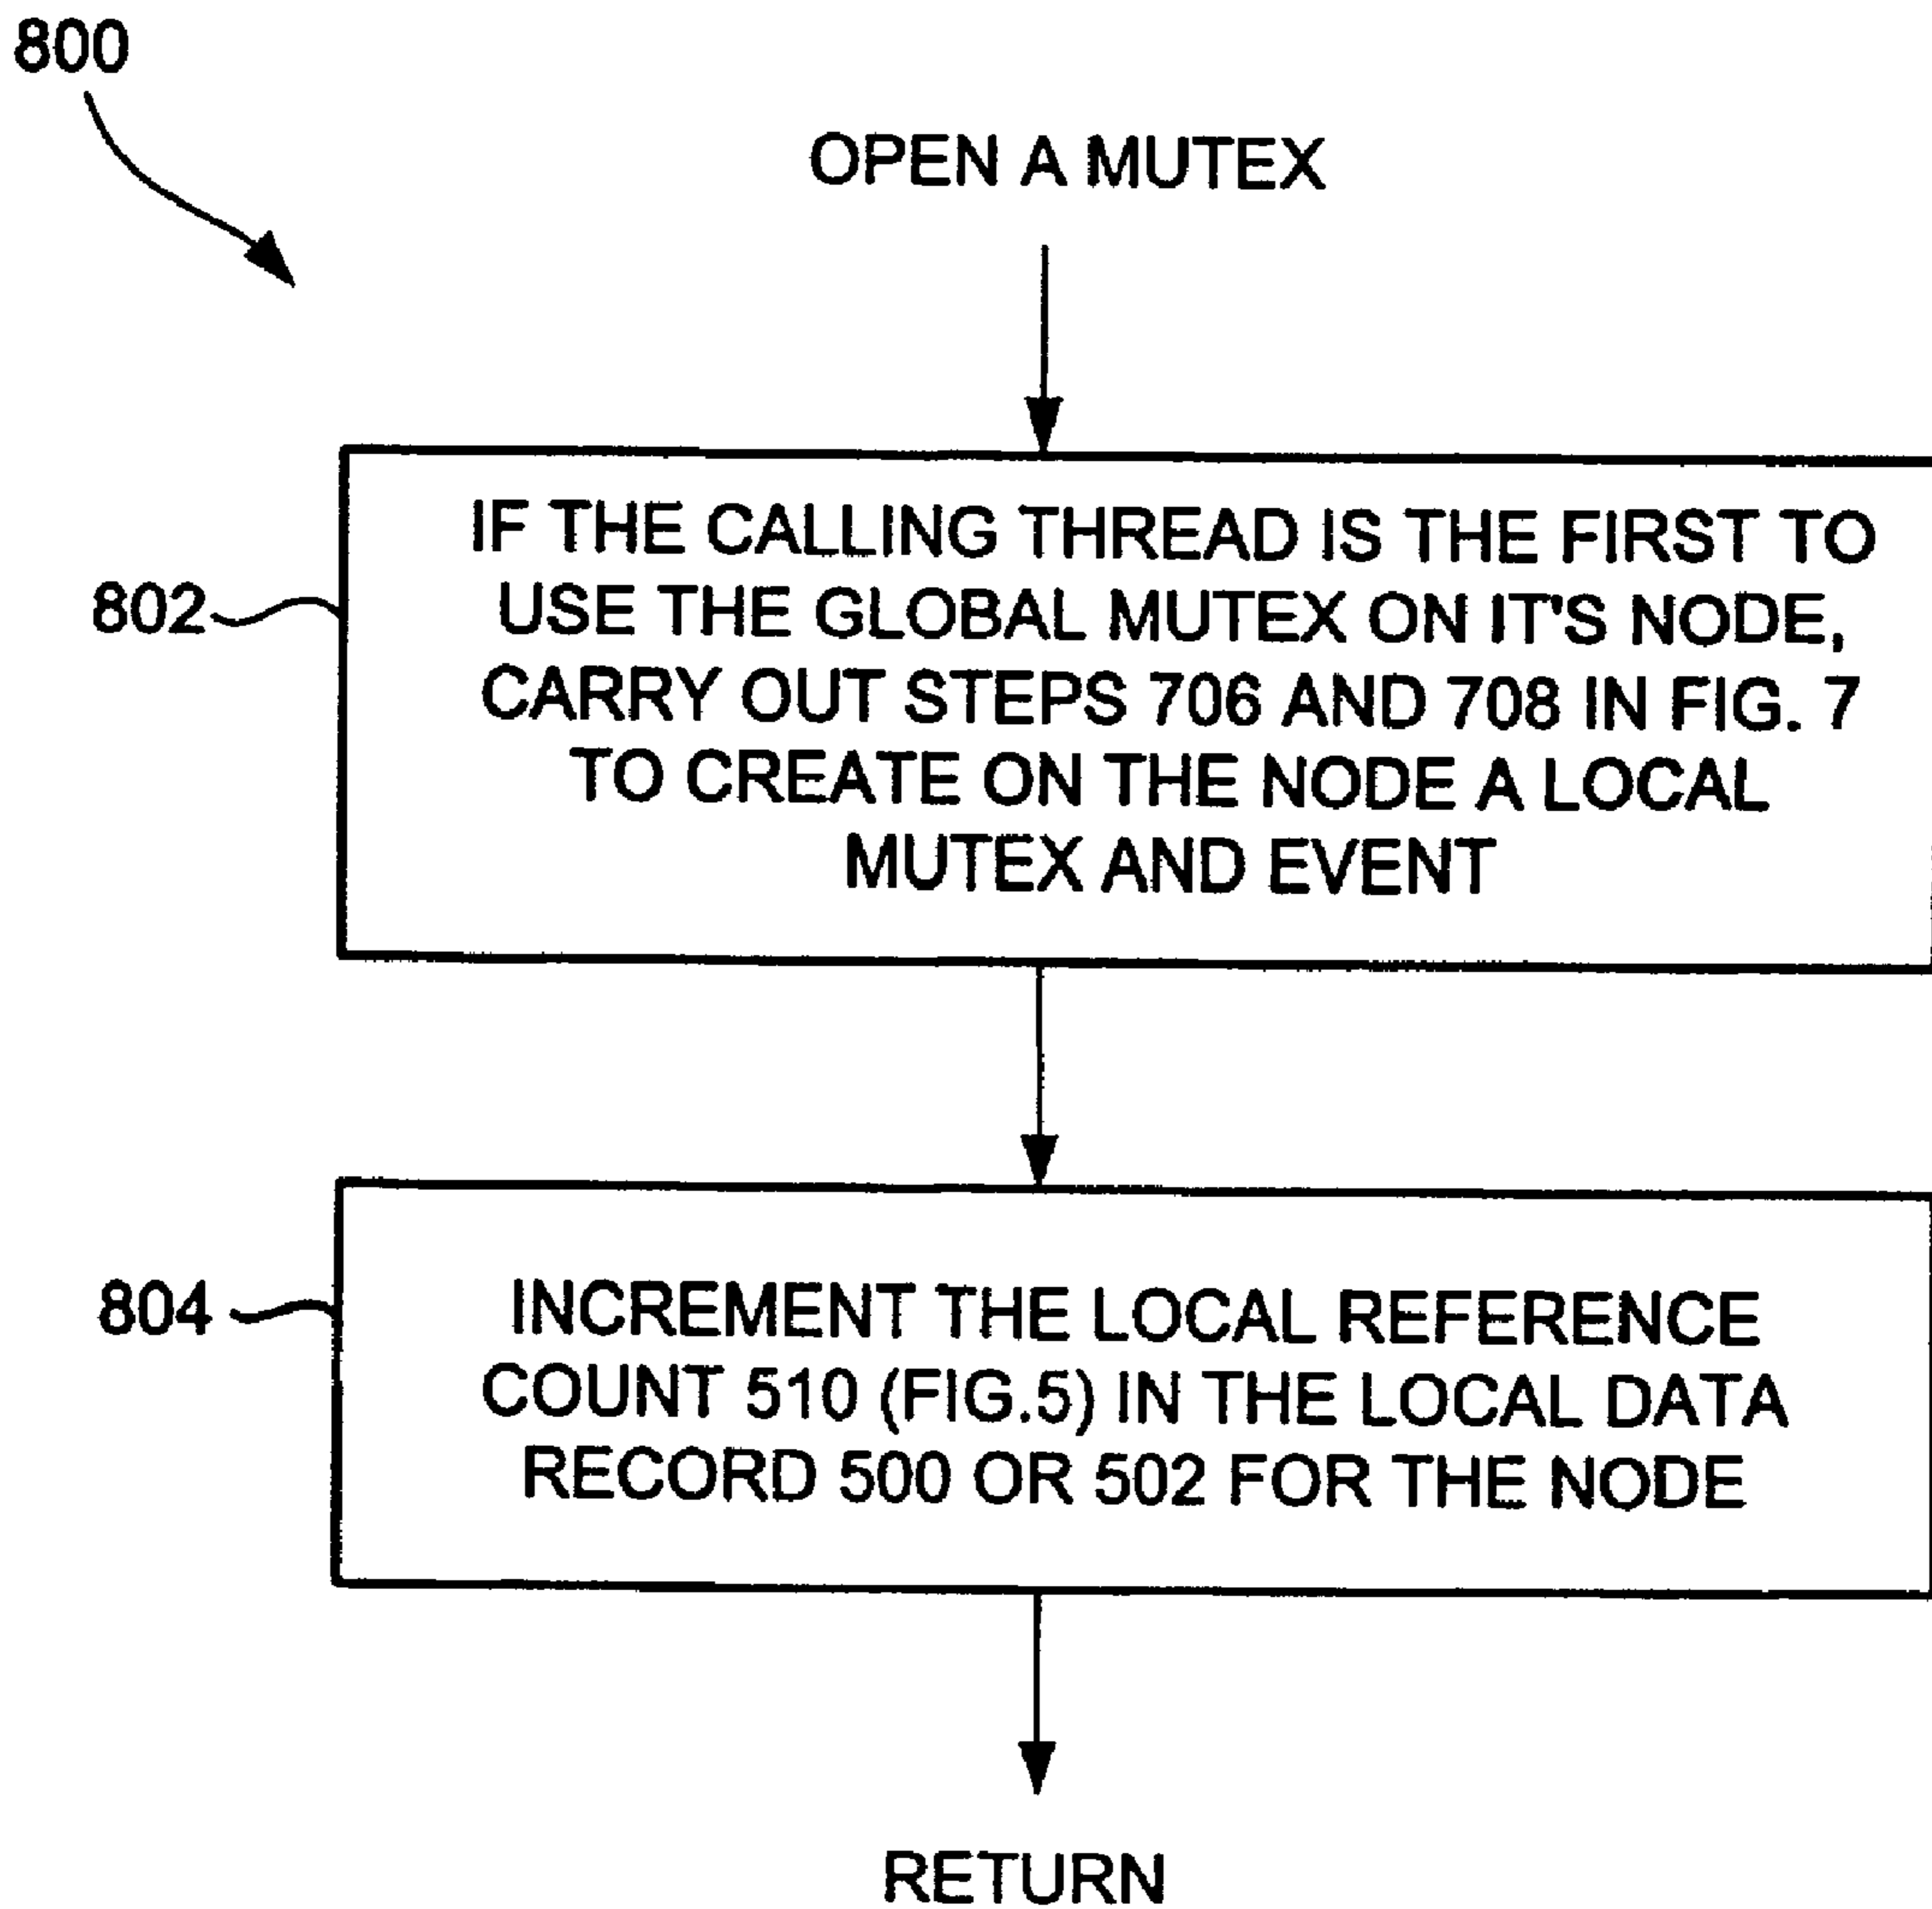 800
OPEN A MUTEX
802
IF THE CALLING THREAD IS THE FIRST TO
USE THE GLOBAL MUTEX ON IT'S NODE,
CARRY OUT STEPS 706 AND 708 IN FIG. 7
TO CREATE ON THE NODE A LOCAL
MUTEX AND EVENT
804
INCREMENT THE LOCAL REFERENCE
COUNT 510 (FIG.5) IN THE LOCAL DATA
RECORD 500 OR 502 FOR THE NODE
RETURN